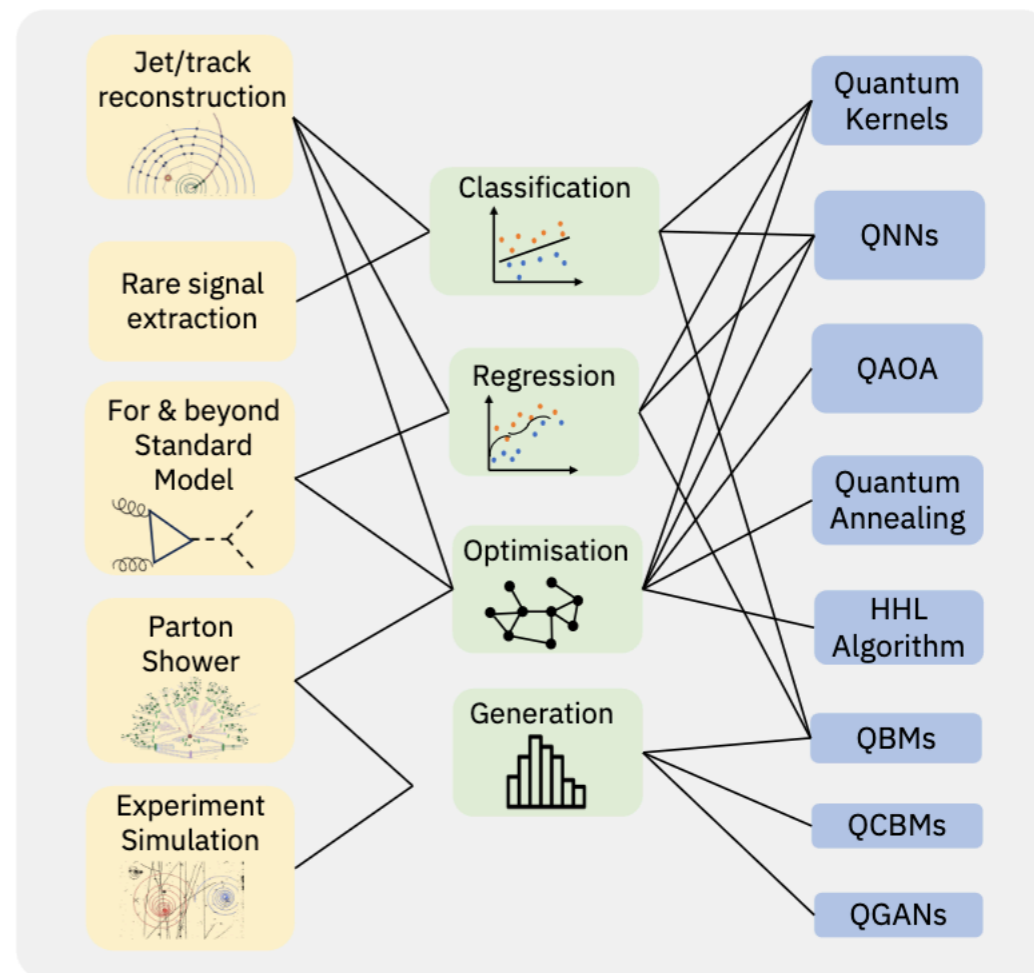 Jet/track
reconstruction
Rare signal
extraction
For & beyond
Standard
Model
Parton
Shower
Experiment
Simulation
Classification
Regression
Optimisation
Generation
Quantum
Kernels
QNNs
QAOA
Quantum
Annealing
HHL
Algorithm
QBMs
QCBMs
QGANs